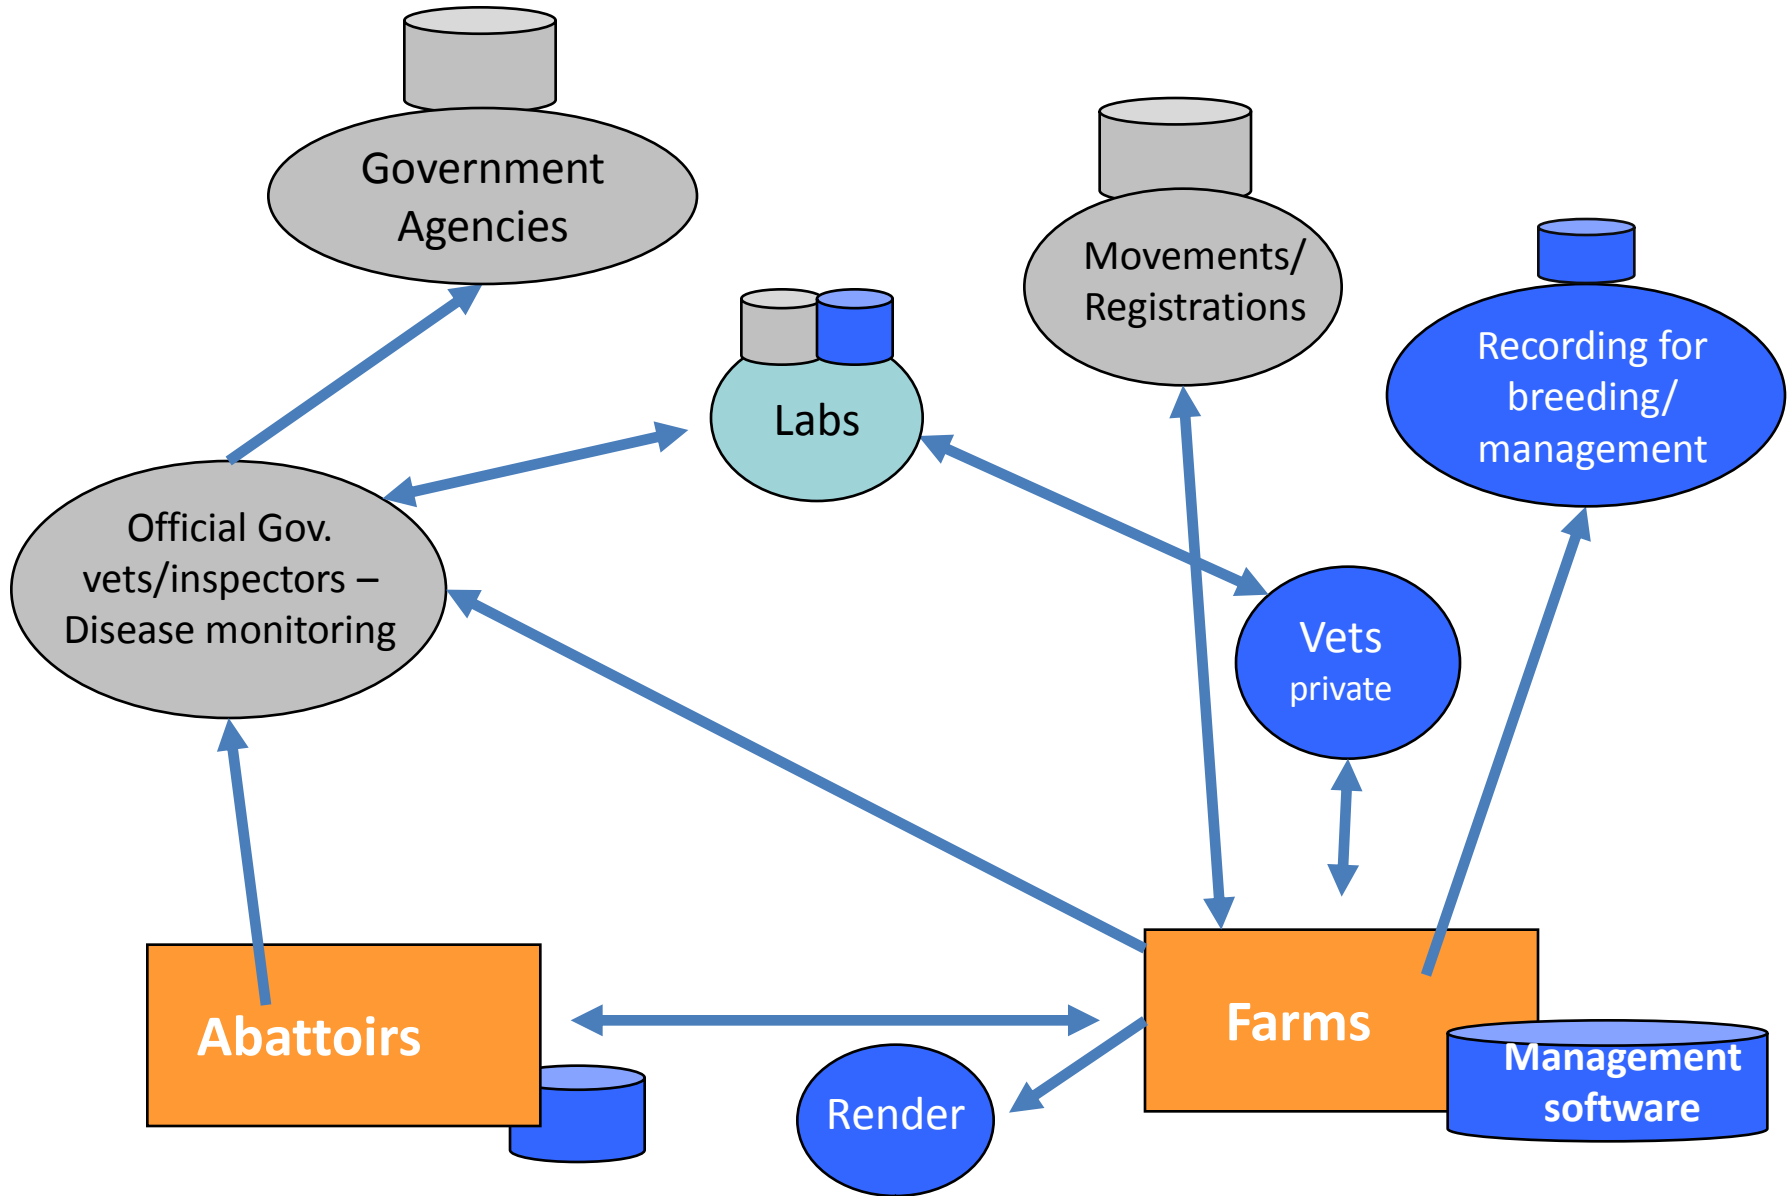 Government
Agencies
Movements/
Registrations
Recording for
breeding/
management
Labs
Official Gov.
vets/inspectors –
Disease monitoring
Vets
private
Abattoirs
Farms
Management
software
Render